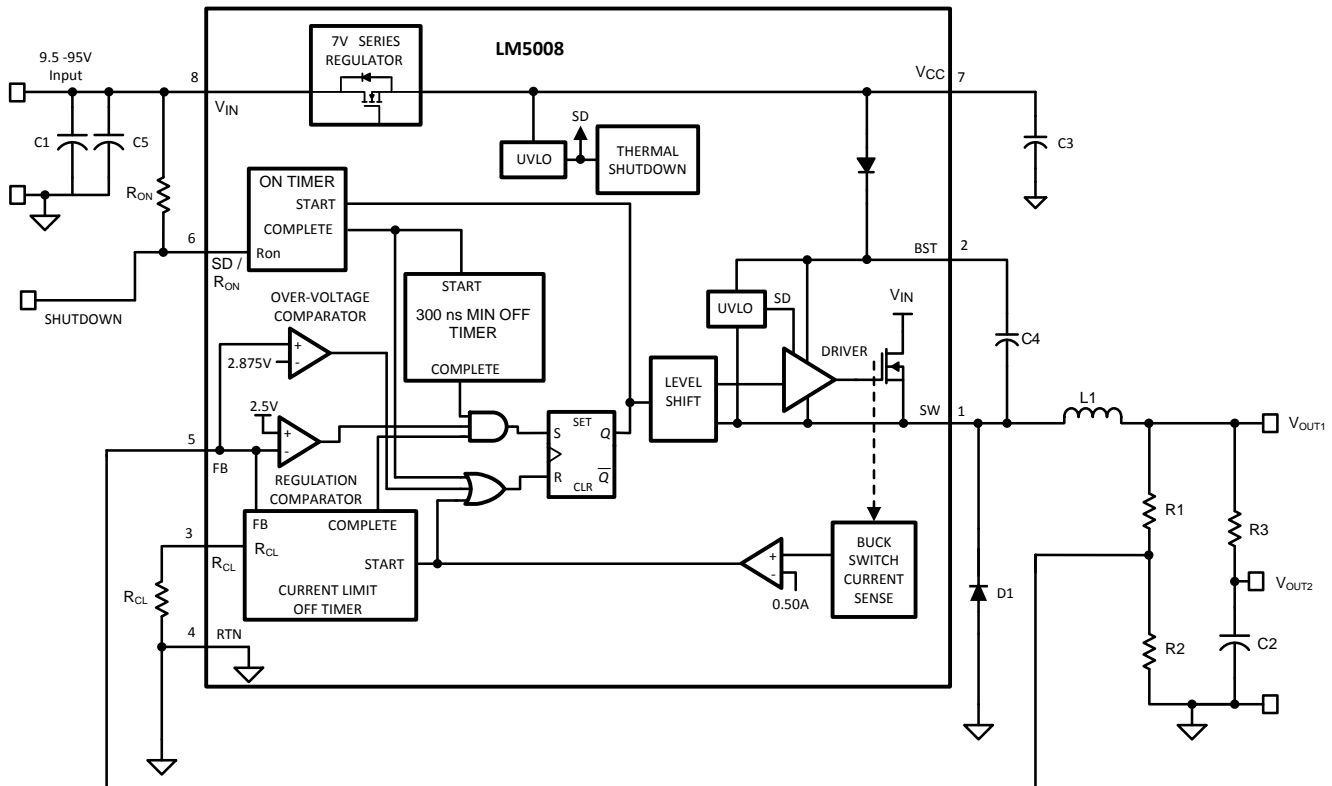 LM5008
7V SERIES
REGULATOR
9.5 -95V
Input
8
VIN
VCC
7
C1
C5
C3
RON
SD
UVLO
THERMAL
SHUTDOWN
ON TIMER
START
COMPLETE
Ron
6
SD /
RON
SHUTDOWN
BST
2
START
300 ns MIN OFF
TIMER
COMPLETE
OVER-VOLTAGE
COMPARATOR
+
-
2.875V
UVLO
SD
VIN
DRIVER
C4
LEVEL
SHIFT
SW
1
L1
VOUT1
2.5V
+
-
5
FB
REGULATION
COMPARATOR
S
SET
Q
R
CLR
Q
R1
R3
VOUT2
FB
COMPLETE
RCL
START
CURRENT LIMIT
OFF TIMER
3
RCL
RCL
+
-
0.50A
BUCK
SWITCH
CURRENT
SENSE
D1
R2
C2
4
RTN